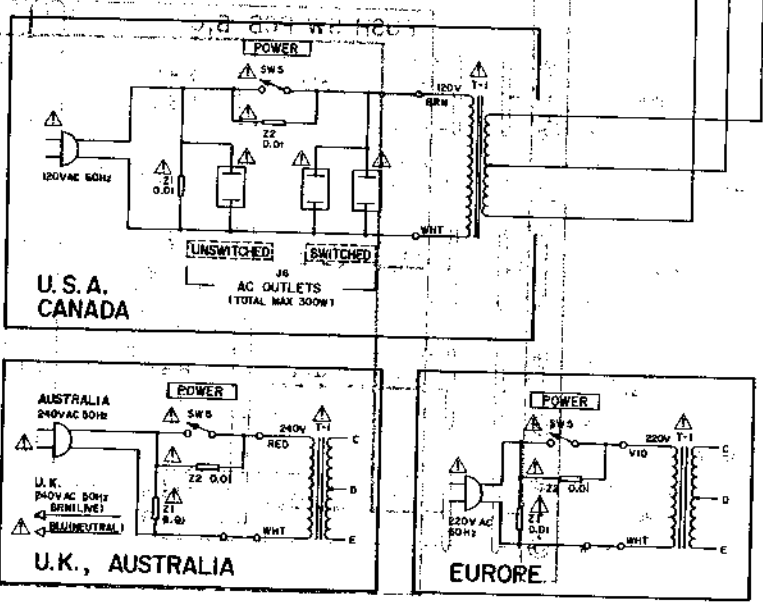 POWER
SW5
120V
BRN
T-1
Z2
0.01
120VAC 60Hz
Z1
0.01
WHT
UNSWITCHED
SWITCHED
J6
AC OUTLETS
(TOTAL MAX 300W)
U.S.A.
CANADA
AUSTRALIA
240VAC 50Hz
POWER
SW5
240V
RED
T-1
C
Z2 0.01
D
U.K.
240VAC 50Hz
BRN(LIVE)
BLU(NEUTRAL)
Z1
WHT
E
U.K., AUSTRALIA
POWER
SW5
220V
VIO
T-1
C
Z2 0.01
D
220V AC
50Hz
Z1
0.01
WHT
E
EUROPE